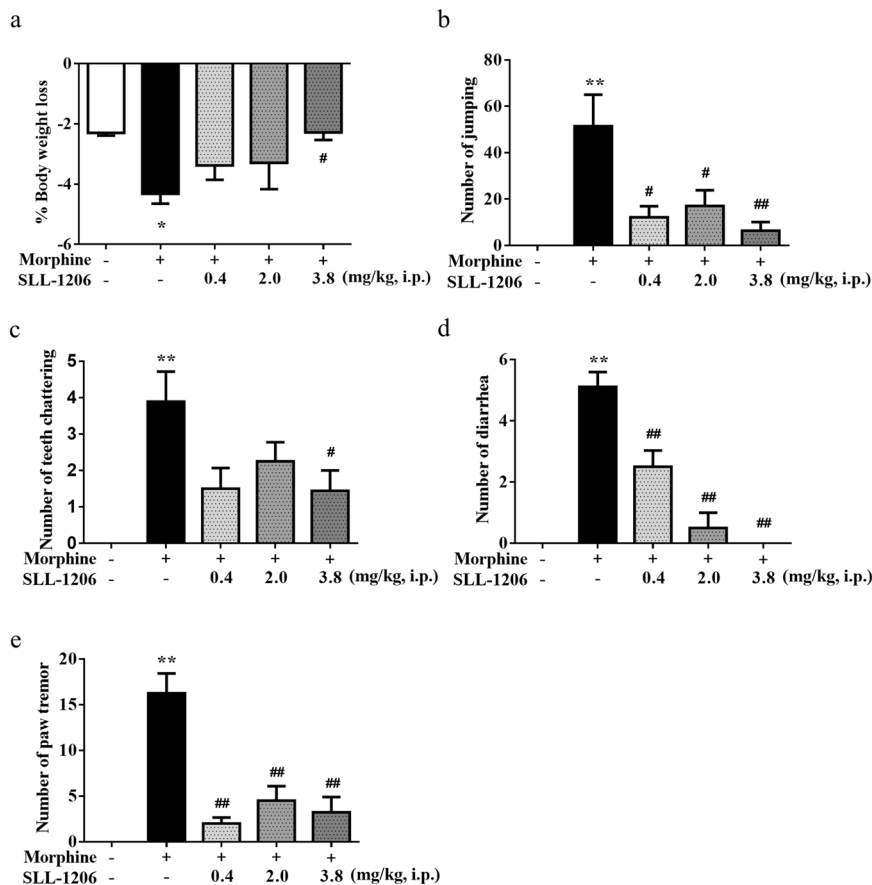 a
0
-2
-4
-6
% Body weight loss
*
#
Morphine - + + + +
SLL-1206 - - 0.4 2.0 3.8 (mg/kg, i.p.)
b
80
60
40
20
0
Number of jumping
**
#
#
##
Morphine - + + + +
SLL-1206 - - 0.4 2.0 3.8 (mg/kg, i.p.)
c
5
4
3
2
1
0
Number of teeth chattering
**
#
Morphine - + + + +
SLL-1206 - - 0.4 2.0 3.8 (mg/kg, i.p.)
d
6
4
2
0
Number of diarrhea
**
##
##
##
Morphine - + + + +
SLL-1206 - - 0.4 2.0 3.8 (mg/kg, i.p.)
e
20
15
10
5
0
Number of paw tremor
**
##
##
##
Morphine - + + + +
SLL-1206 - - 0.4 2.0 3.8 (mg/kg, i.p.)